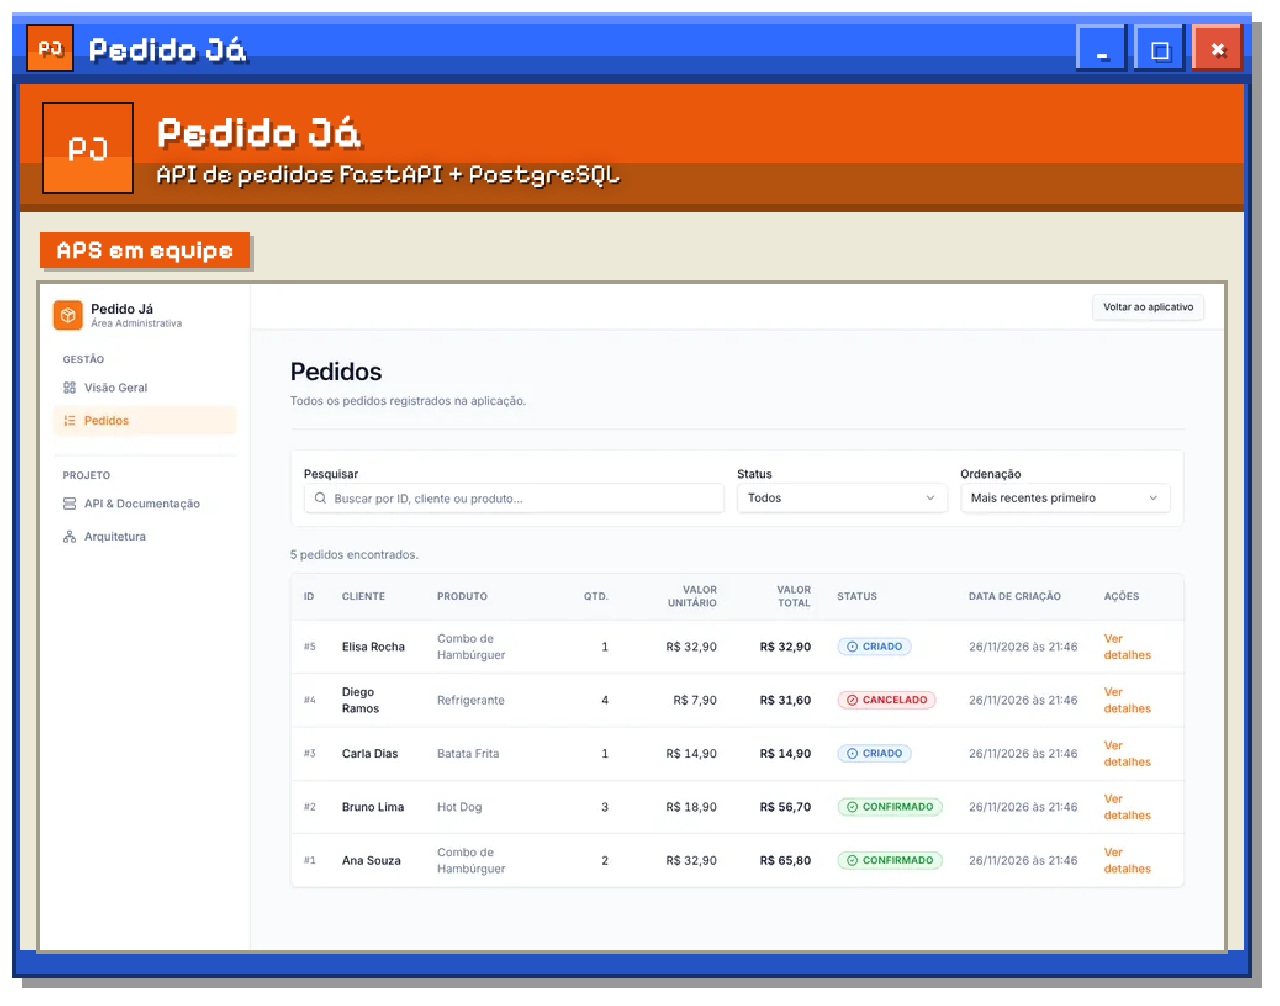 PJ Pedido Já
PJ
Pedido Já
API de pedidos FastAPI + PostgreSQL
APS em equipe
Pedido Já
Área Administrativa
Voltar ao aplicativo
GESTÃO
Visão Geral
Pedidos
PROJETO
API & Documentação
Arquitetura
Pedidos
Todos os pedidos registrados na aplicação.
Pesquisar Status Ordenação
Buscar por ID, cliente ou produto... Todos Mais recentes primeiro
5 pedidos encontrados.
ID CLIENTE PRODUTO QTD. VALOR UNITÁRIO VALOR TOTAL STATUS DATA DE CRIAÇÃO AÇÕES
#5 Elisa Rocha Combo de Hambúrguer 1 R$ 32,90 R$ 32,90 CRIADO 26/11/2026 às 21:46 Ver detalhes
#4 Diego Ramos Refrigerante 4 R$ 7,90 R$ 31,60 CANCELADO 26/11/2026 às 21:46 Ver detalhes
#3 Carla Dias Batata Frita 1 R$ 14,90 R$ 14,90 CRIADO 26/11/2026 às 21:46 Ver detalhes
#2 Bruno Lima Hot Dog 3 R$ 18,90 R$ 56,70 CONFIRMADO 26/11/2026 às 21:46 Ver detalhes
#1 Ana Souza Combo de Hambúrguer 2 R$ 32,90 R$ 65,80 CONFIRMADO 26/11/2026 às 21:46 Ver detalhes